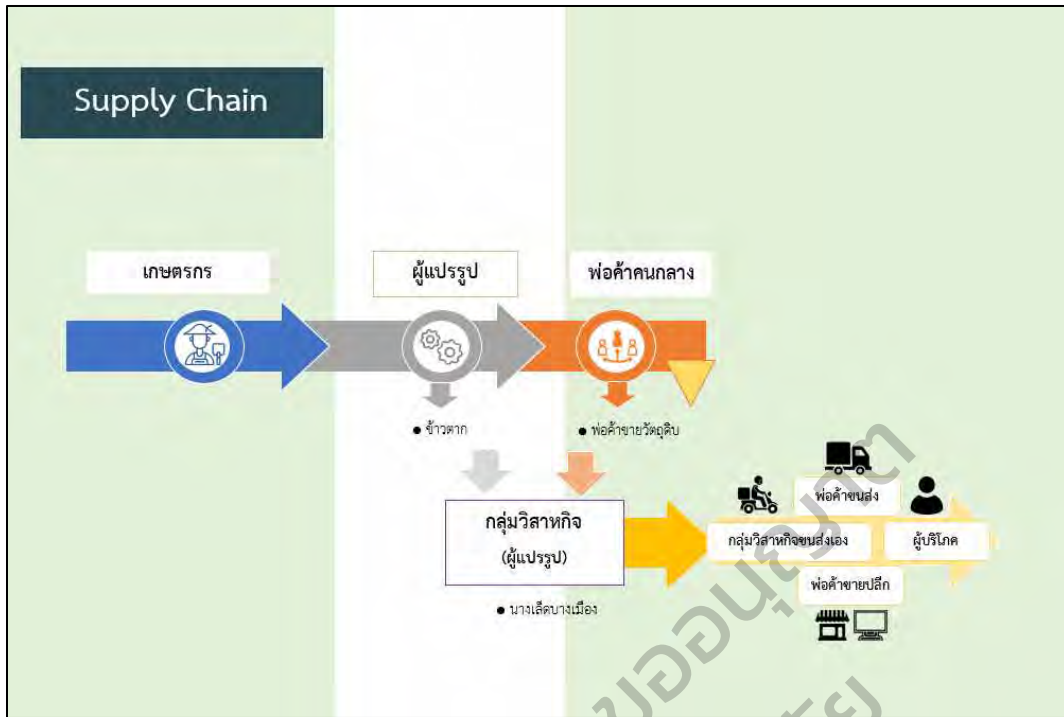 Supply Chain
เกษตรกร
ผู้แปรรูป
พ่อค้าคนกลาง
● ข้าวตาก
● พ่อค้าขายวัตถุดิบ
กลุ่มวิสาหกิจ
(ผู้แปรรูป)
● นางเล็ดบางเมือง
พ่อค้าขนส่ง
กลุ่มวิสาหกิจขนส่งเอง
ผู้บริโภค
พ่อค้าขายปลีก